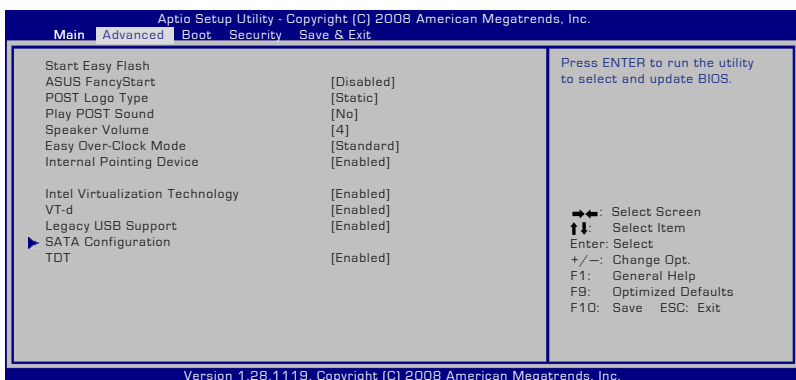 Aptio Setup Utility - Copyright (C) 2008 American Megatrends, Inc.
Main Advanced Boot Security Save & Exit
Start Easy Flash
ASUS FancyStart [Disabled]
POST Logo Type [Static]
Play POST Sound [No]
Speaker Volume [4]
Easy Over-Clock Mode [Standard]
Internal Pointing Device [Enabled]
Intel Virtualization Technology [Enabled]
VT-d [Enabled]
Legacy USB Support [Enabled]
SATA Configuration
TDT [Enabled]
Press ENTER to run the utility
to select and update BIOS.
→←: Select Screen
↑↓: Select Item
Enter: Select
+/—: Change Opt.
F1: General Help
F9: Optimized Defaults
F10: Save ESC: Exit
Version 1.28.1119. Copyright (C) 2008 American Megatrends, Inc.